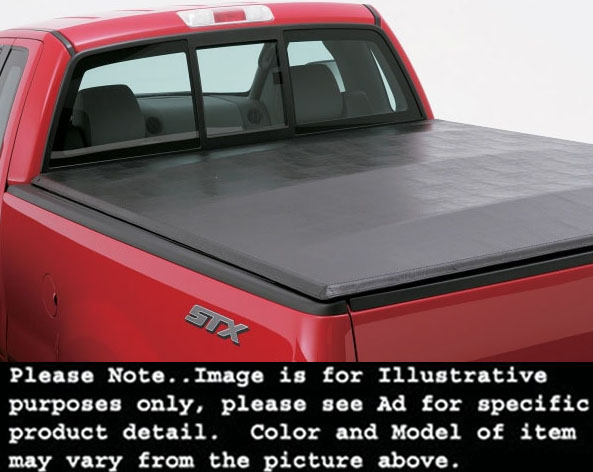 STX
Please Note..Image is for Illustrative
purposes only, please see Ad for specific
product detail.  Color and Model of item
may vary from the picture above.